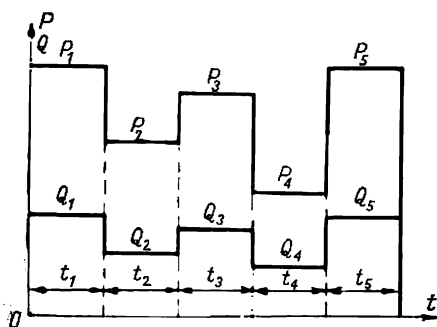 P
Q
P₁ P₂ P₃ P₄ P₅
Q₁ Q₂ Q₃ Q₄ Q₅
t₁ t₂ t₃ t₄ t₅
0 t